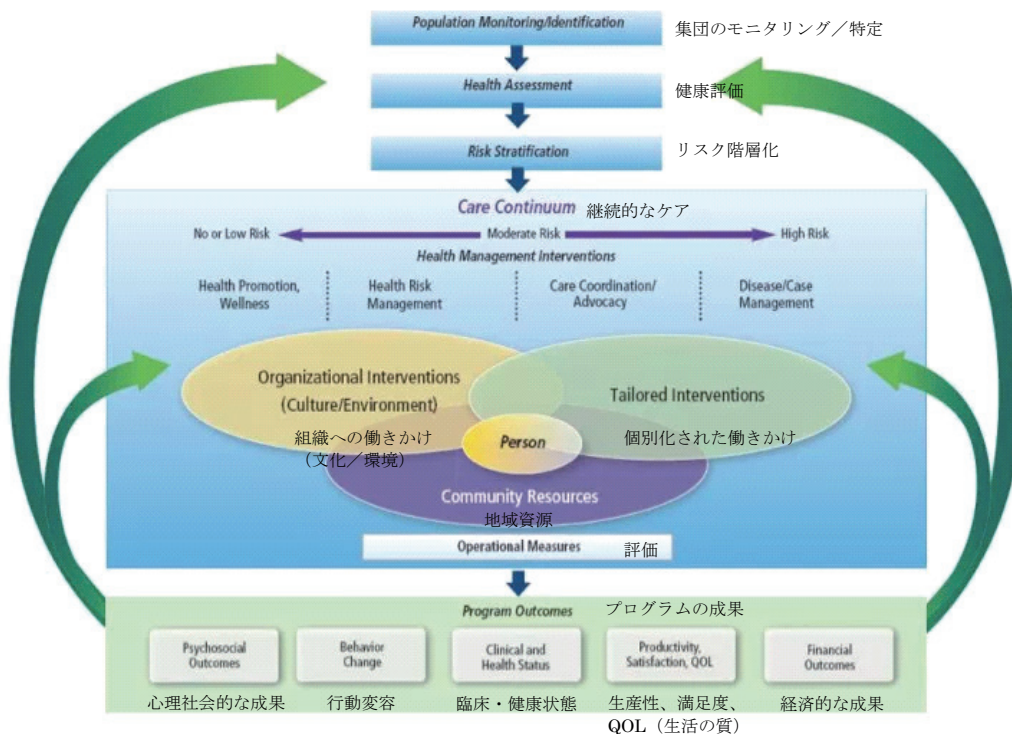 Population Monitoring/Identification 集団のモニタリング／特定
Health Assessment 健康評価
Risk Stratification リスク階層化
Care Continuum 継続的なケア
No or Low Risk Moderate Risk High Risk
Health Management Interventions
Health Promotion, Wellness
Health Risk Management
Care Coordination/ Advocacy
Disease/Case Management
Organizational Interventions
(Culture/Environment)
組織への働きかけ
（文化／環境）
Tailored Interventions
個別化された働きかけ
Person
Community Resources
地域資源
Operational Measures 評価
Program Outcomes プログラムの成果
Psychosocial
Outcomes
Behavior
Change
Clinical and
Health Status
Productivity,
Satisfaction, QOL
Financial
Outcomes
心理社会的な成果
行動変容
臨床・健康状態
生産性、満足度、
QOL（生活の質）
経済的な成果